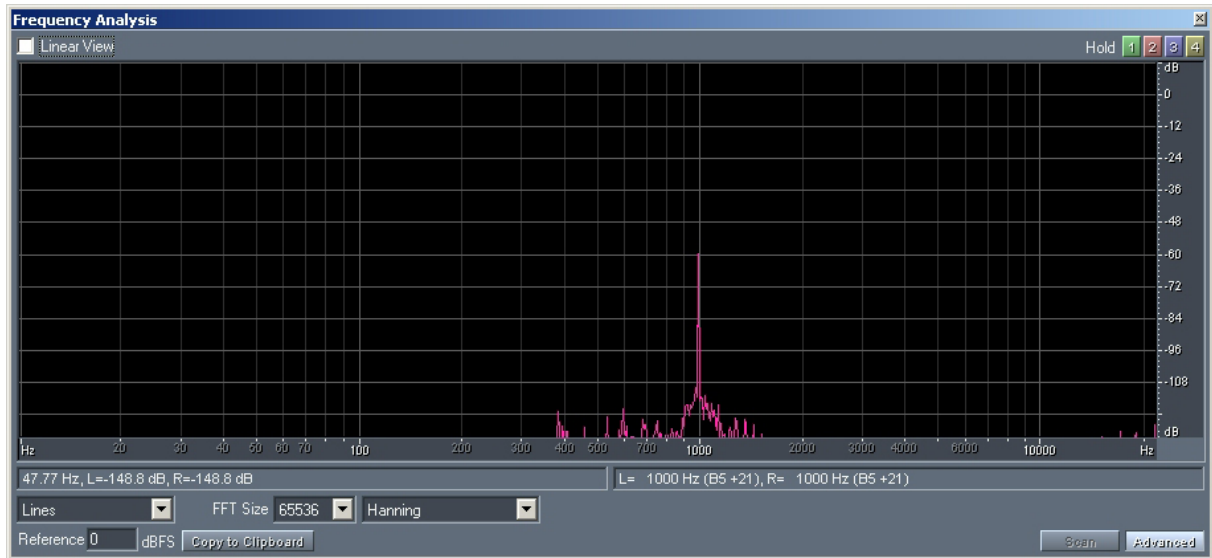 Frequency Analysis
Linear View
Hold 1 2 3 4
dB
0
-12
-24
-36
-48
-60
-72
-84
-96
-108
dB
Hz 20 30 40 50 60 70 100 200 300 400 500 700 1000 2000 3000 4000 6000 10000 Hz
47.77 Hz, L=-148.8 dB, R=-148.8 dB
L= 1000 Hz (B5 +21), R= 1000 Hz (B5 +21)
Lines
FFT Size 65536
Hanning
Reference 0 dBFS Copy to Clipboard
Scan Advanced